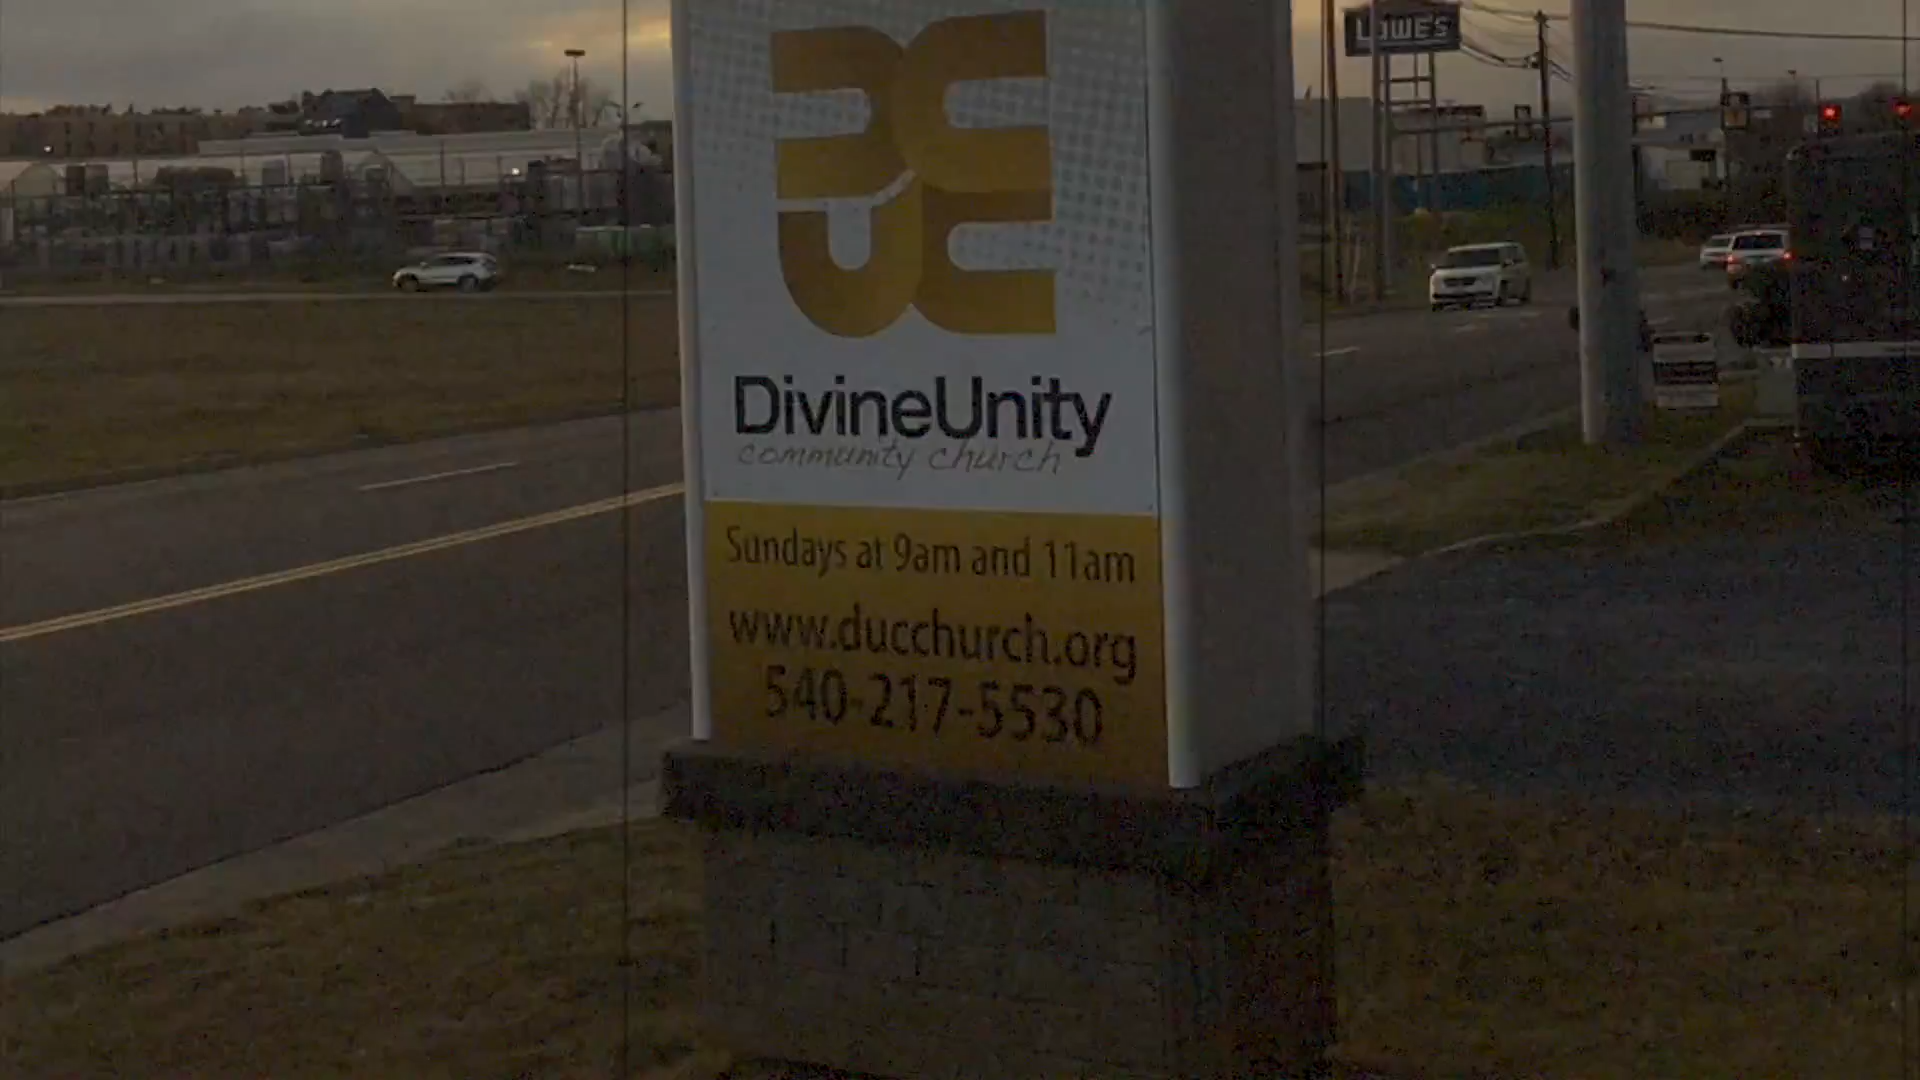 LOWE'S
DivineUnity
community church
Sundays at 9am and 11am
www.ducchurch.org
540-217-5530